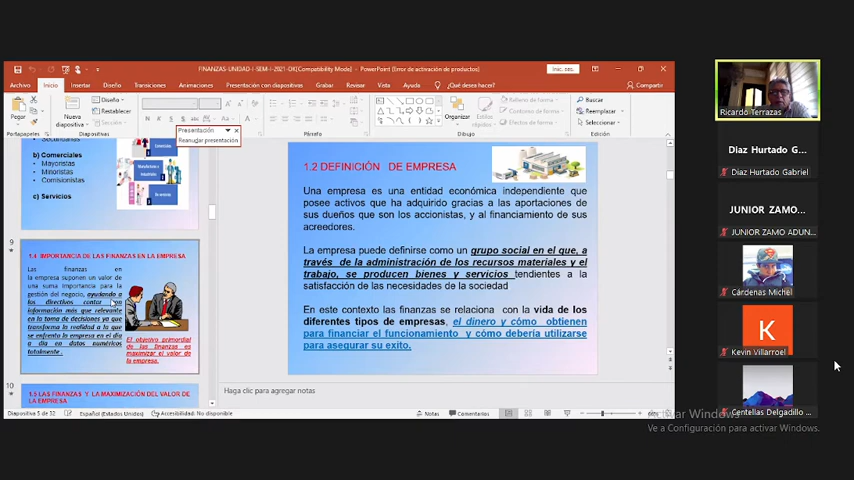 FINANZAS-UNIDAD-I-SEM-I-2021-OK[Compatibility Mode] - PowerPoint (Error de activación de productos)
Inic. ses.
Archivo Inicio Insertar Diseño Transiciones Animaciones Presentación con diapositivas Grabar Revisar Vista Ayuda ¿Qué desea hacer? Compartir
Pegar
Nueva diapositiva
Diseño
Restablecer
Organizar
Estilos rápidos
Relleno de forma
Contorno de forma
Efectos de forma
Buscar
Reemplazar
Seleccionar
Portapapeles
Diapositivas
Párrafo
Dibujo
Edición
Presentación
Reanudar presentación
b) Comerciales
Mayoristas
Minoristas
Comisionistas
c) Servicios
9
1.4 IMPORTANCIA DE LAS FINANZAS EN LA EMPRESA
Las finanzas en
la empresa suponen un valor
de una suma importancia para la
gestión del negocio, ayudando a
los directivos contar con
información más que relevante
en la toma de decisiones ya que
transforma la realidad a la que
se enfrenta la empresa en el
día a día en datos numéricos
totalmente.
El objetivo primordial
de las finanzas es
maximizar el valor de
la empresa.
10
1.5 LAS FINANZAS Y LA MAXIMIZACIÓN DEL VALOR DE
LA EMPRESA
1.2 DEFINICIÓN DE EMPRESA
Una empresa es una entidad económica independiente que
posee activos que ha adquirido gracias a las aportaciones de
sus dueños que son los accionistas, y al financiamiento de sus
acreedores.
La empresa puede definirse como un grupo social en el que, a
través de la administración de los recursos materiales y el
trabajo, se producen bienes y servicios tendientes a la
satisfacción de las necesidades de la sociedad
En este contexto las finanzas se relaciona con la vida de los
diferentes tipos de empresas, el dinero y cómo obtienen
para financiar el funcionamiento y cómo debería utilizarse
para asegurar su exito.
Haga clic para agregar notas
Diapositiva 5 de 32 Español (Estados Unidos) Accesibilidad: No disponible Notas Comentarios
Activar Windows
Ve a Configuración para activar Windows.
Ricardo Terrazas
Diaz Hurtado G...
Diaz Hurtado Gabriel
JUNIOR ZAMO...
JUNIOR ZAMO ADUN...
Cárdenas Michel
K
Kevin Villarroel
Centellas Delgadillo ...